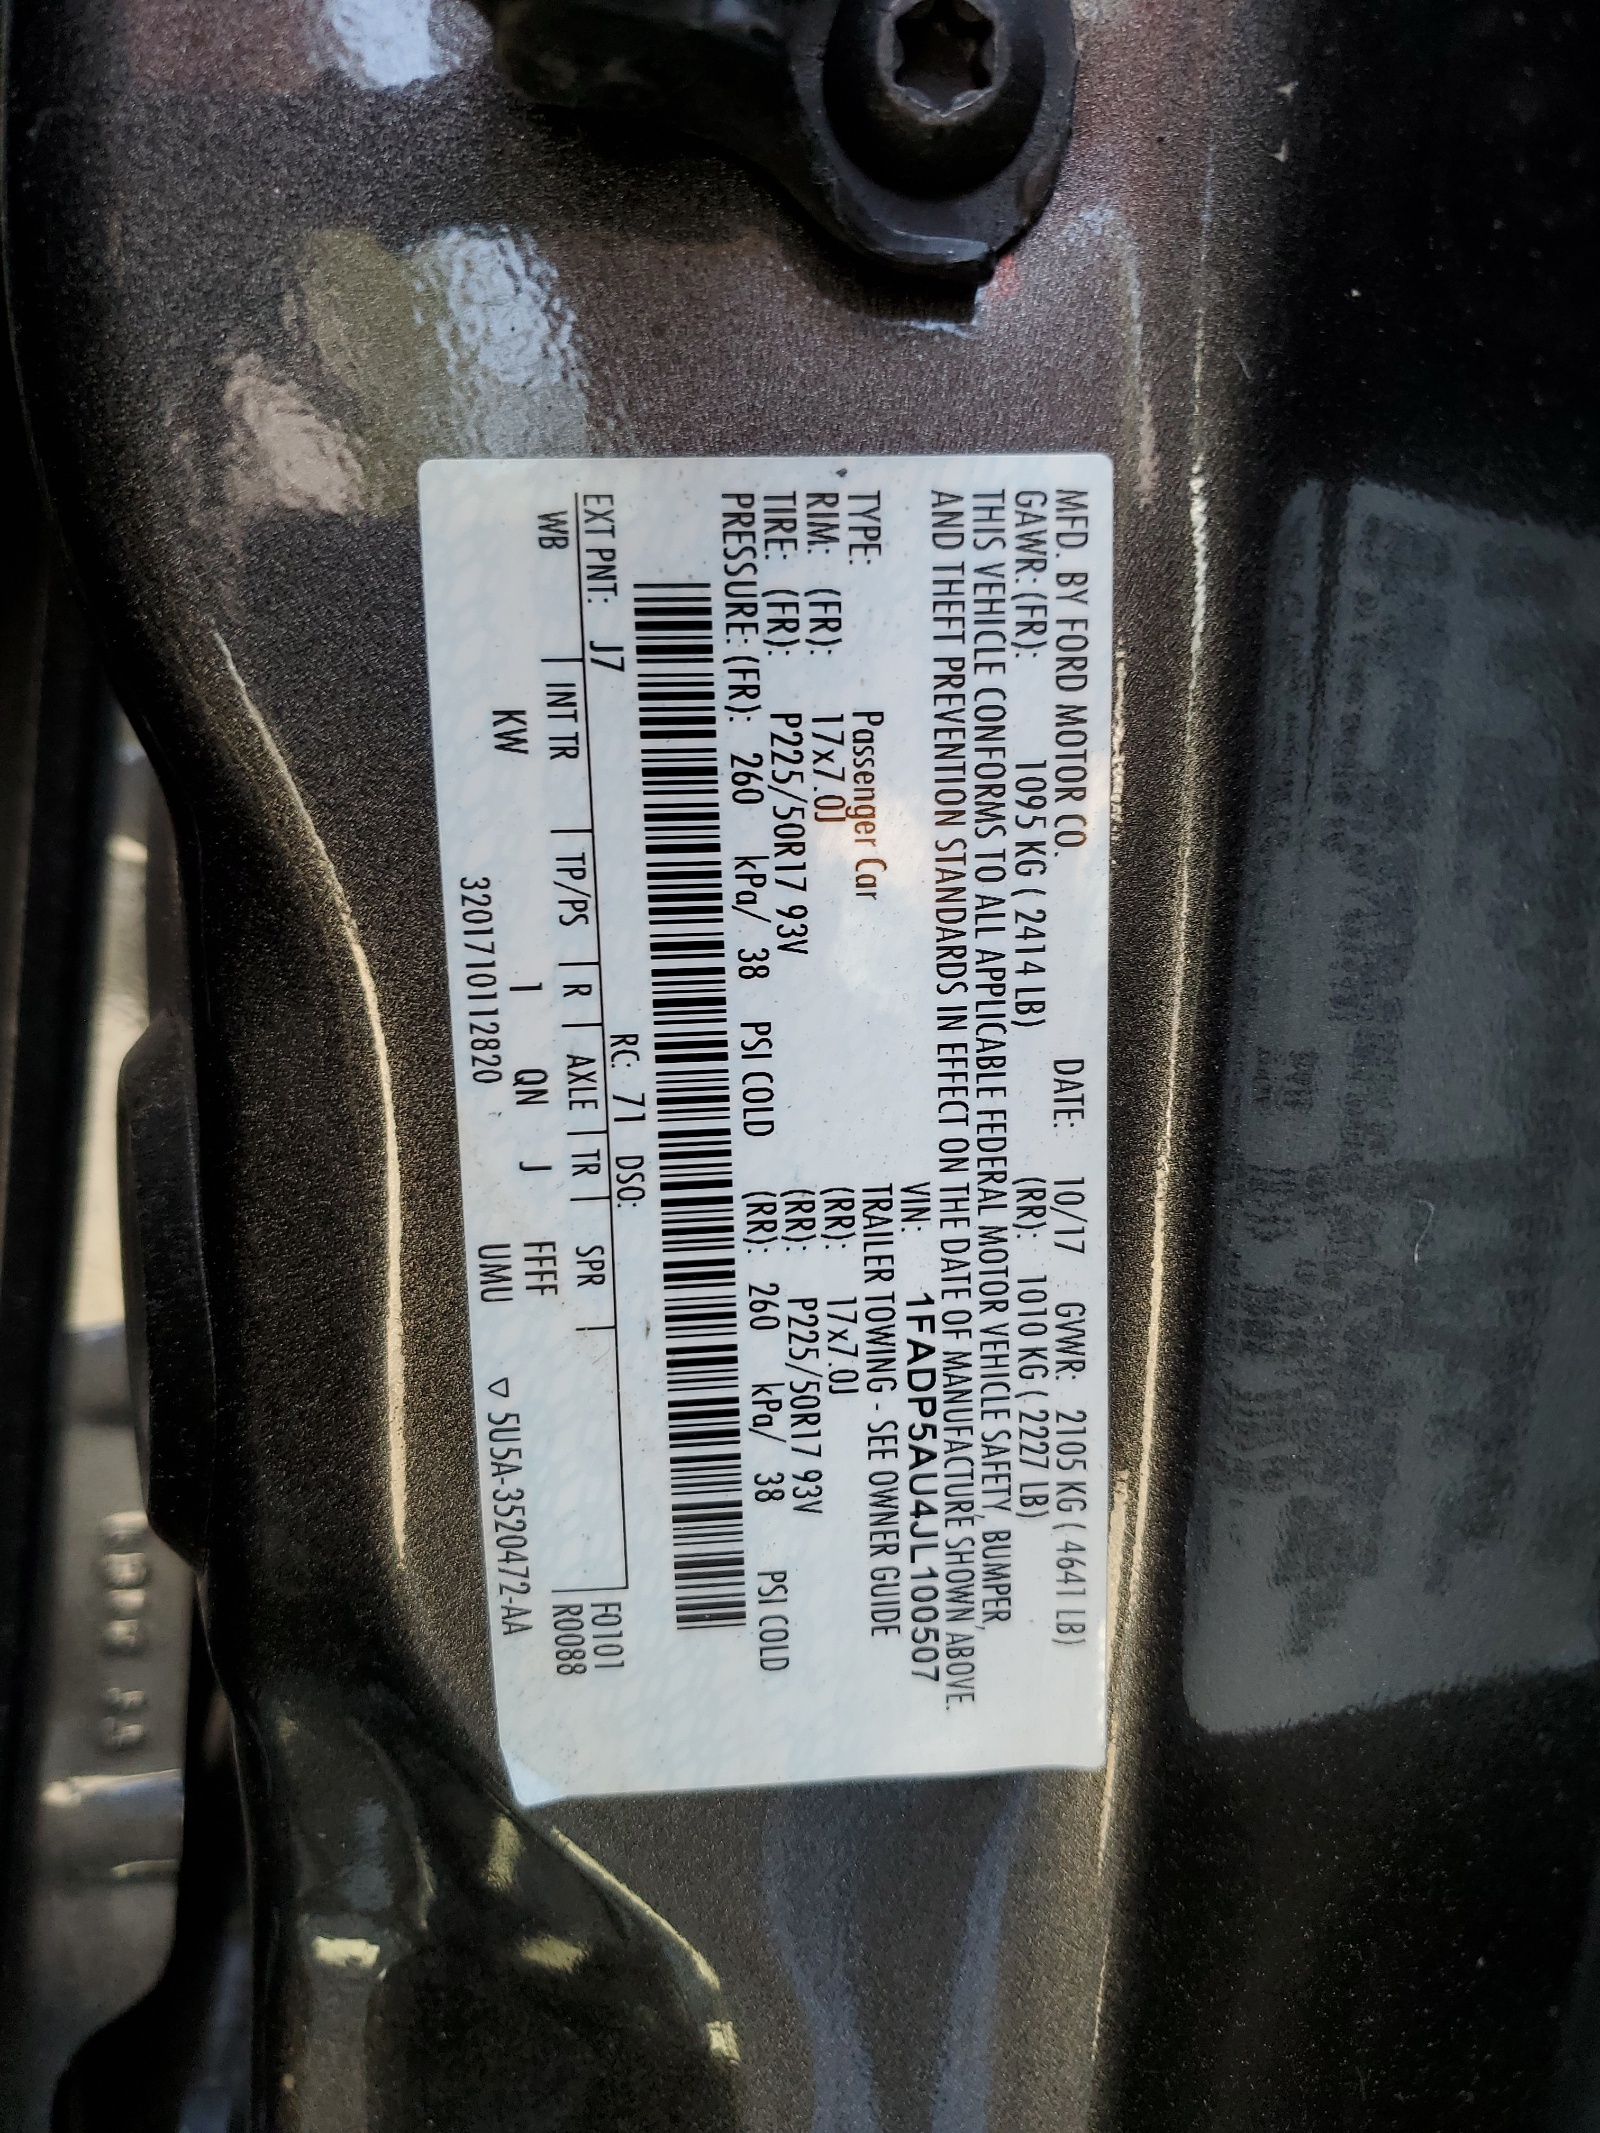 MFD. BY FORD MOTOR CO. DATE: 10/17 GVWR: 2105 KG ( 4641 LB)
GAWR: (FR): 1095 KG ( 2414 LB) (RR): 1010 KG ( 2227 LB)
THIS VEHICLE CONFORMS TO ALL APPLICABLE FEDERAL MOTOR VEHICLE SAFETY, BUMPER,
AND THEFT PREVENTION STANDARDS IN EFFECT ON THE DATE OF MANUFACTURE SHOWN ABOVE.
VIN: 1FADP5AU4JL100507
TYPE: Passenger Car TRAILER TOWING - SEE OWNER GUIDE
RIM: (FR): 17x7.0J (RR): 17x7.0J
TIRE: (FR): P225/50R17 93V (RR): P225/50R17 93V
PRESSURE: (FR): 260 kPa/ 38 PSI COLD (RR): 260 kPa/ 38 PSI COLD
EXT PNT: J7 RC: 71 DSO: F0101
WB INT TR TP/PS R AXLE TR SPR R0088
KW 1 QN J FFFF
3201710112820 UMU ▽ 5U5A-3520472-AA